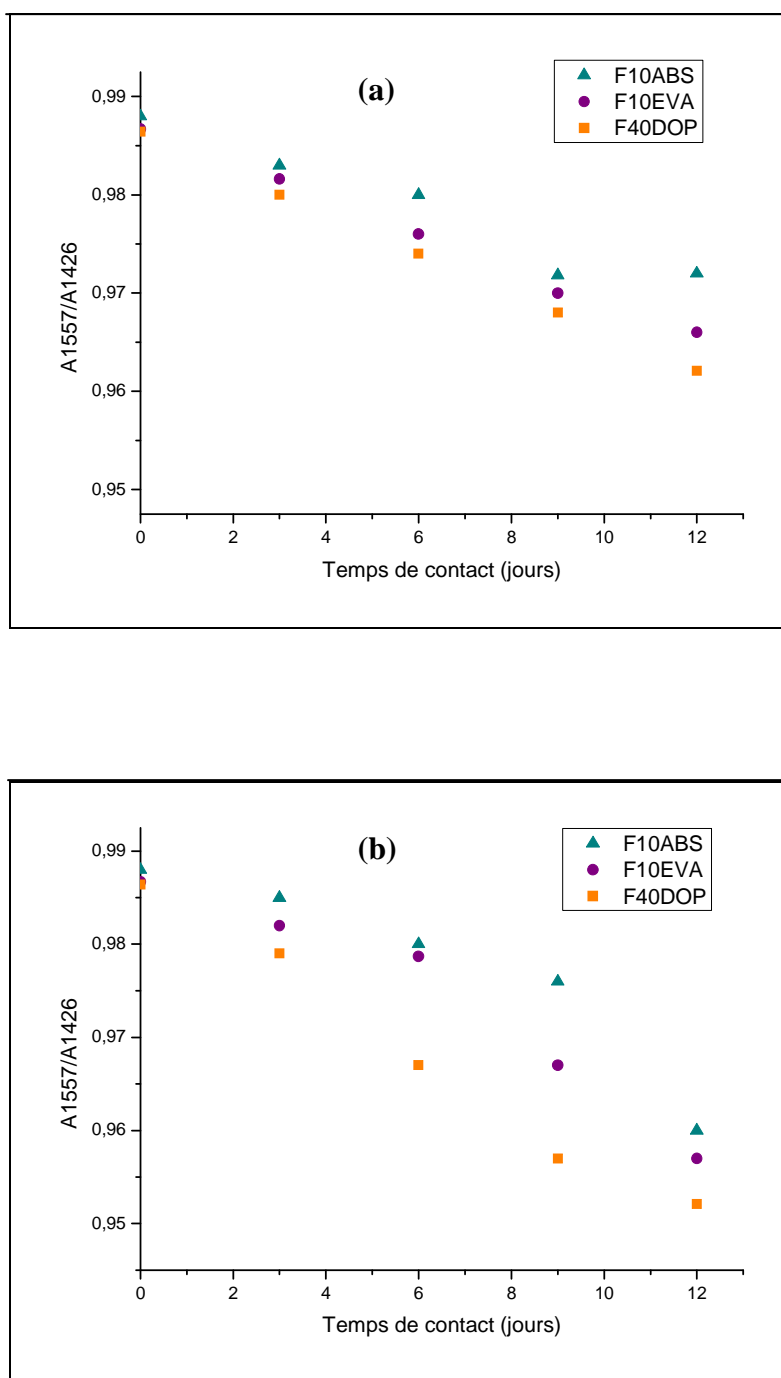 (a)
F10ABS
F10EVA
F40DOP
0,99
0,98
0,97
0,96
0,95
A1557/A1426
0 2 4 6 8 10 12
Temps de contact (jours)
(b)
F10ABS
F10EVA
F40DOP
0,99
0,98
0,97
0,96
0,95
A1557/A1426
0 2 4 6 8 10 12
Temps de contact (jours)